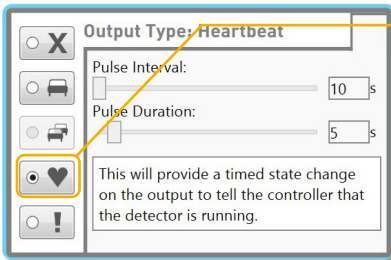 Output Type: Heartbeat
Pulse Interval:
10 s
Pulse Duration:
5 s
This will provide a timed state change
on the output to tell the controller that
the detector is running.